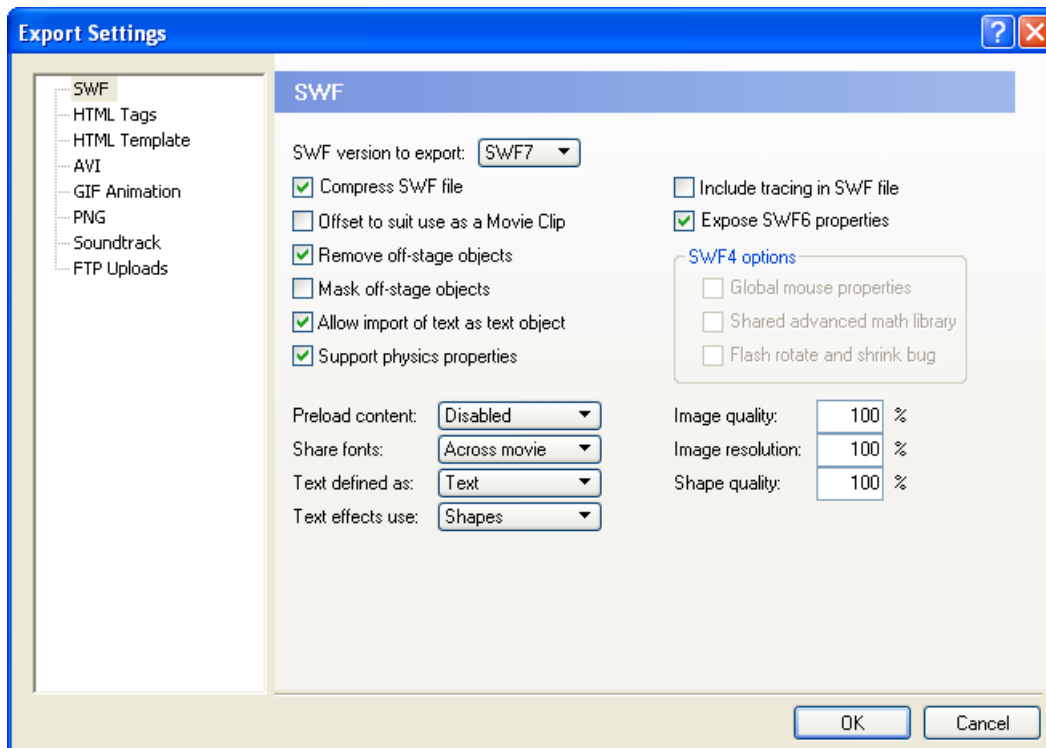 Export Settings
SWF
HTML Tags
HTML Template
AVI
GIF Animation
PNG
Soundtrack
FTP Uploads
SWF
SWF version to export: SWF7
Compress SWF file
Offset to suit use as a Movie Clip
Remove off-stage objects
Mask off-stage objects
Allow import of text as text object
Support physics properties
Include tracing in SWF file
Expose SWF6 properties
SWF4 options
Global mouse properties
Shared advanced math library
Flash rotate and shrink bug
Preload content: Disabled
Share fonts: Across movie
Text defined as: Text
Text effects use: Shapes
Image quality: 100 %
Image resolution: 100 %
Shape quality: 100 %
OK
Cancel